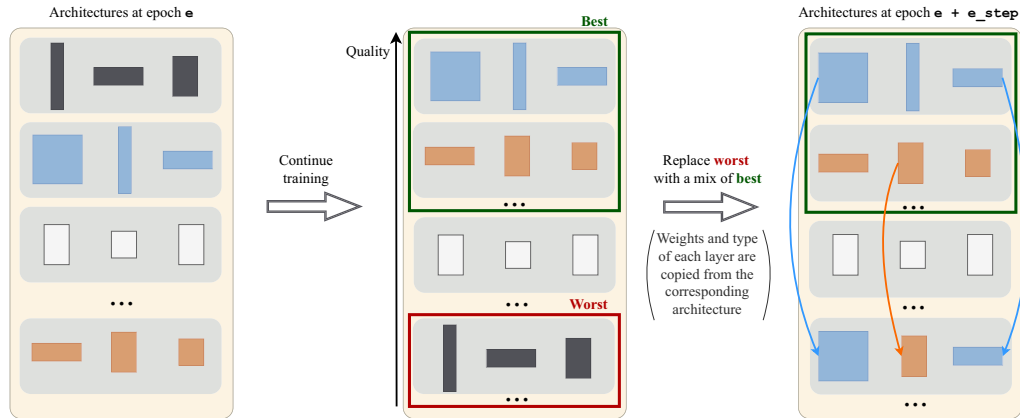 Architectures at epoch e
...
Continue
training
Quality
Best
...
...
Worst
...
Replace worst
with a mix of best
Weights and type
of each layer are
copied from the
corresponding
architecture
Architectures at epoch e + e_step
...
...
...